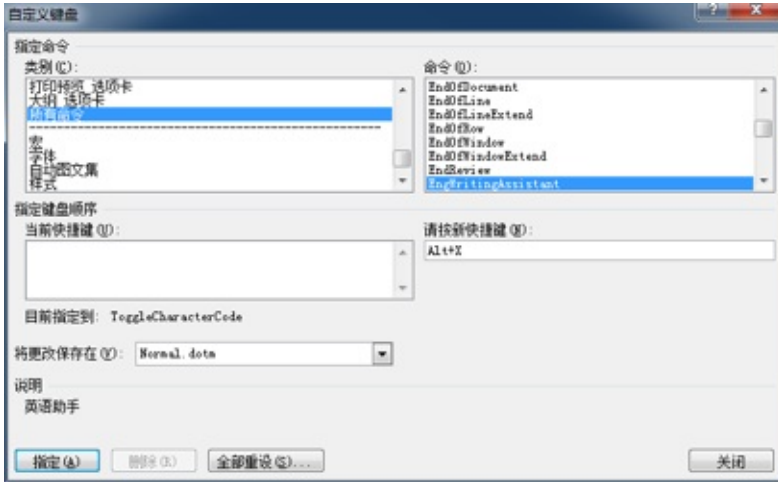 自定义键盘
指定命令
类别(C):
命令(O):
打印预览 选项卡
大纲 选项卡
所有命令
宏
字体
自动图文集
样式
EndOfDocument
EndOfLine
EndOfLineExtend
EndOfRow
EndOfWindow
EndOfWindowExtend
EndReview
EngWritingAssistant
指定键盘顺序
当前快捷键(U):
请按新快捷键(N):
Alt+X
目前指定到: ToggleCharacterCode
将更改保存在(V): Normal.dotm
说明
英语助手
指定(A) 删除(R) 全部重设(S)... 关闭